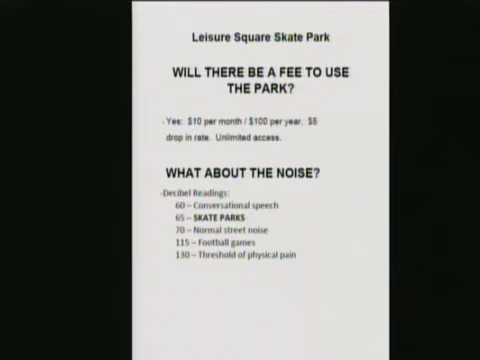 Leisure Square Skate Park
WILL THERE BE A FEE TO USE
THE PARK?
- Yes: $10 per month / $100 per year. $5
drop in rate. Unlimited access.
WHAT ABOUT THE NOISE?
-Decibel Readings:
60 – Conversational speech
65 – SKATE PARKS
70 – Normal street noise
115 – Football games
130 – Threshold of physical pain